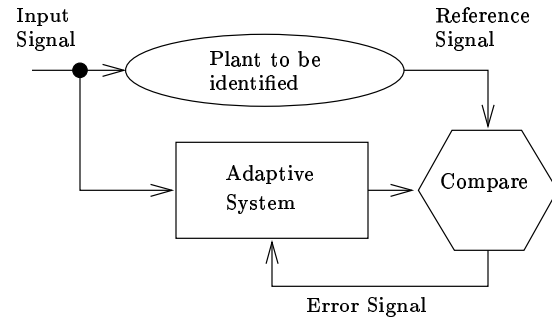 Input
Signal
Reference
Signal
Plant to be
identified
Adaptive
System
Compare
Error Signal